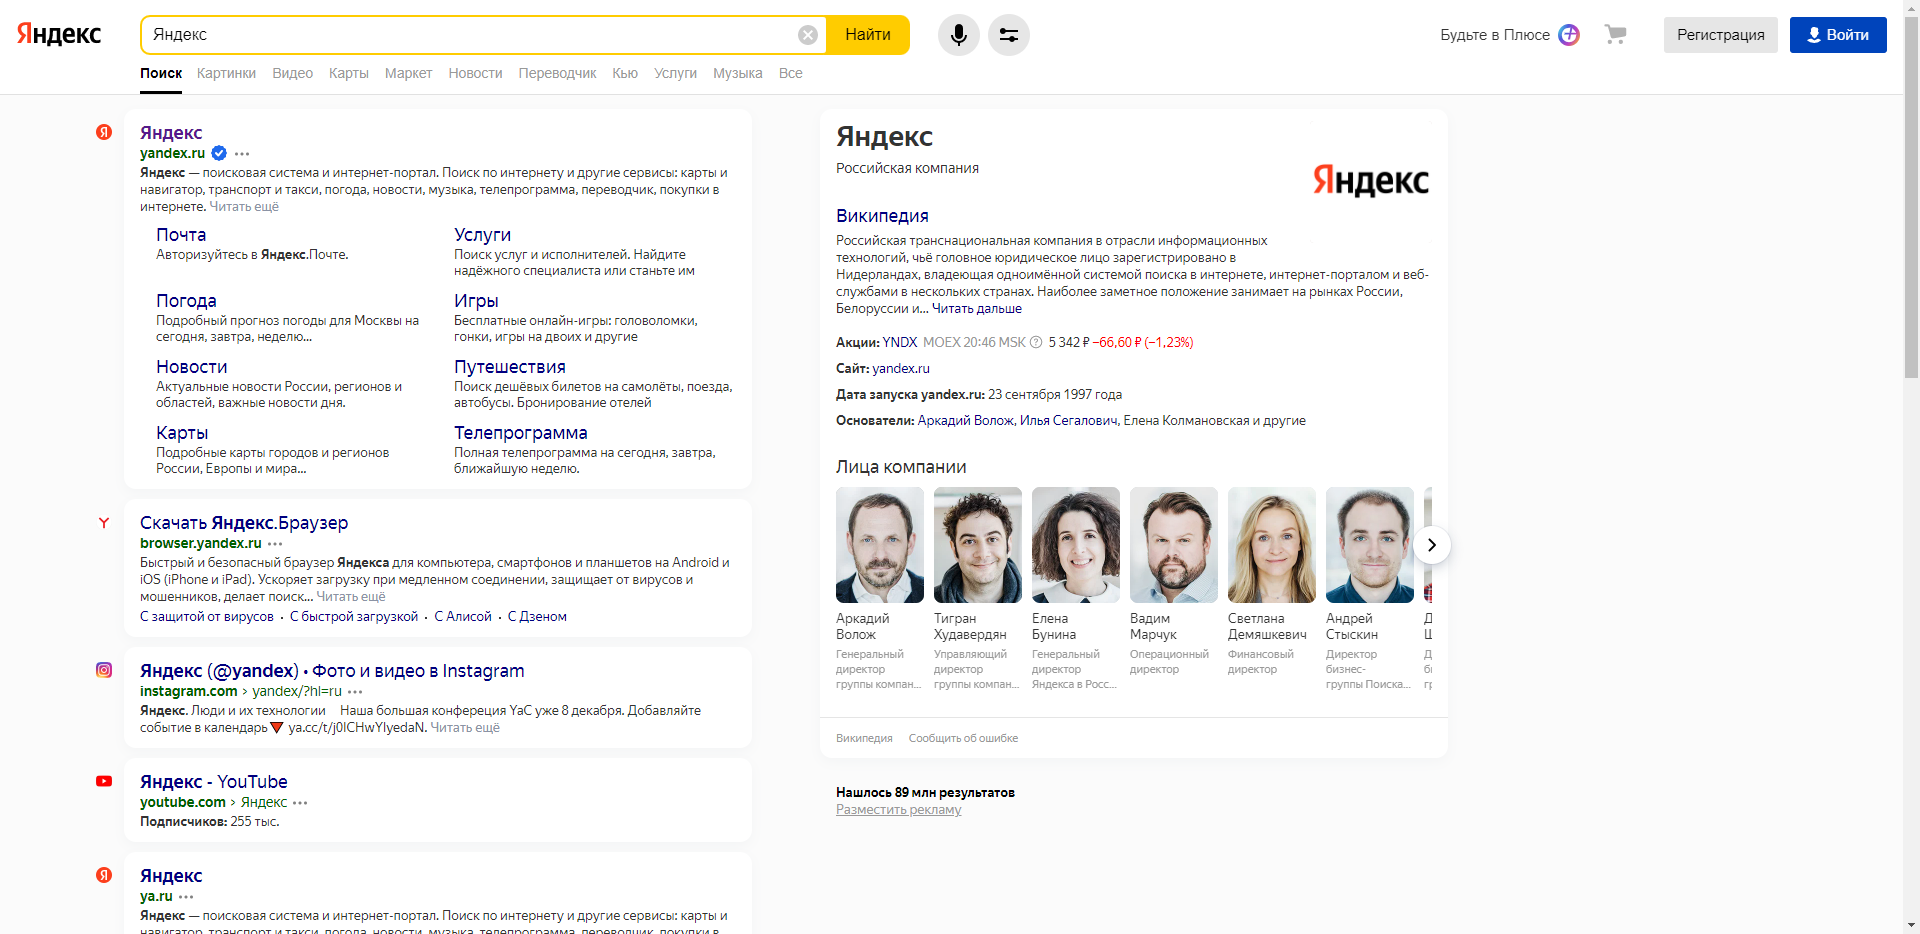 Яндекс
Яндекс
Найти
Будьте в Плюсе
Регистрация
Войти
Поиск Картинки Видео Карты Маркет Новости Переводчик Кью Услуги Музыка Все
Яндекс
yandex.ru
Яндекс — поисковая система и интернет-портал. Поиск по интернету и другие сервисы: карты и
навигатор, транспорт и такси, погода, новости, музыка, телепрограмма, переводчик, покупки в
интернете. Читать ещё
Почта
Авторизуйтесь в Яндекс.Почте.
Услуги
Поиск услуг и исполнителей. Найдите
надёжного специалиста или станьте им
Погода
Подробный прогноз погоды для Москвы на
сегодня, завтра, неделю...
Игры
Бесплатные онлайн-игры: головоломки,
гонки, игры на двоих и другие
Новости
Актуальные новости России, регионов и
областей, важные новости дня.
Путешествия
Поиск дешёвых билетов на самолёты, поезда,
автобусы. Бронирование отелей
Карты
Подробные карты городов и регионов
России, Европы и мира...
Телепрограмма
Полная телепрограмма на сегодня, завтра,
ближайшую неделю.
Скачать Яндекс.Браузер
browser.yandex.ru
Быстрый и безопасный браузер Яндекса для компьютера, смартфонов и планшетов на Android и
iOS (iPhone и iPad). Ускоряет загрузку при медленном соединении, защищает от вирусов и
мошенников, делает поиск... Читать ещё
С защитой от вирусов · С быстрой загрузкой · С Алисой · С Дзеном
Яндекс (@yandex) • Фото и видео в Instagram
instagram.com › yandex/?hl=ru
Яндекс. Люди и их технологии Наша большая конфереция YaC уже 8 декабря. Добавляйте
событие в календарь ya.cc/t/j0ICHwYIyedaN. Читать ещё
Яндекс - YouTube
youtube.com › Яндекс
Подписчиков: 255 тыс.
Яндекс
ya.ru
Яндекс — поисковая система и интернет-портал. Поиск по интернету и другие сервисы: карты и
навигатор, транспорт и такси, погода, новости, музыка, телепрограмма, переводчик, покупки в
Яндекс
Российская компания
Яндекс
Википедия
Российская транснациональная компания в отрасли информационных
технологий, чьё головное юридическое лицо зарегистрировано в
Нидерландах, владеющая одноимённой системой поиска в интернете, интернет-порталом и веб-
службами в нескольких странах. Наиболее заметное положение занимает на рынках России,
Белоруссии и... Читать дальше
Акции: YNDX MOEX 20:46 MSK ? 5 342 ₽ −66,60 ₽ (−1,23%)
Сайт: yandex.ru
Дата запуска yandex.ru: 23 сентября 1997 года
Основатели: Аркадий Волож, Илья Сегалович, Елена Колмановская и другие
Лица компании
Аркадий
Волож
Генеральный
директор
группы компан...
Тигран
Худавердян
Управляющий
директор
группы компан...
Елена
Бунина
Генеральный
директор
Яндекса в Росс...
Вадим
Марчук
Операционный
директор
Светлана
Демяшкевич
Финансовый
директор
Андрей
Стыскин
Директор
бизнес-
группы Поиска...
Википедия Сообщить об ошибке
Нашлось 89 млн результатов
Разместить рекламу